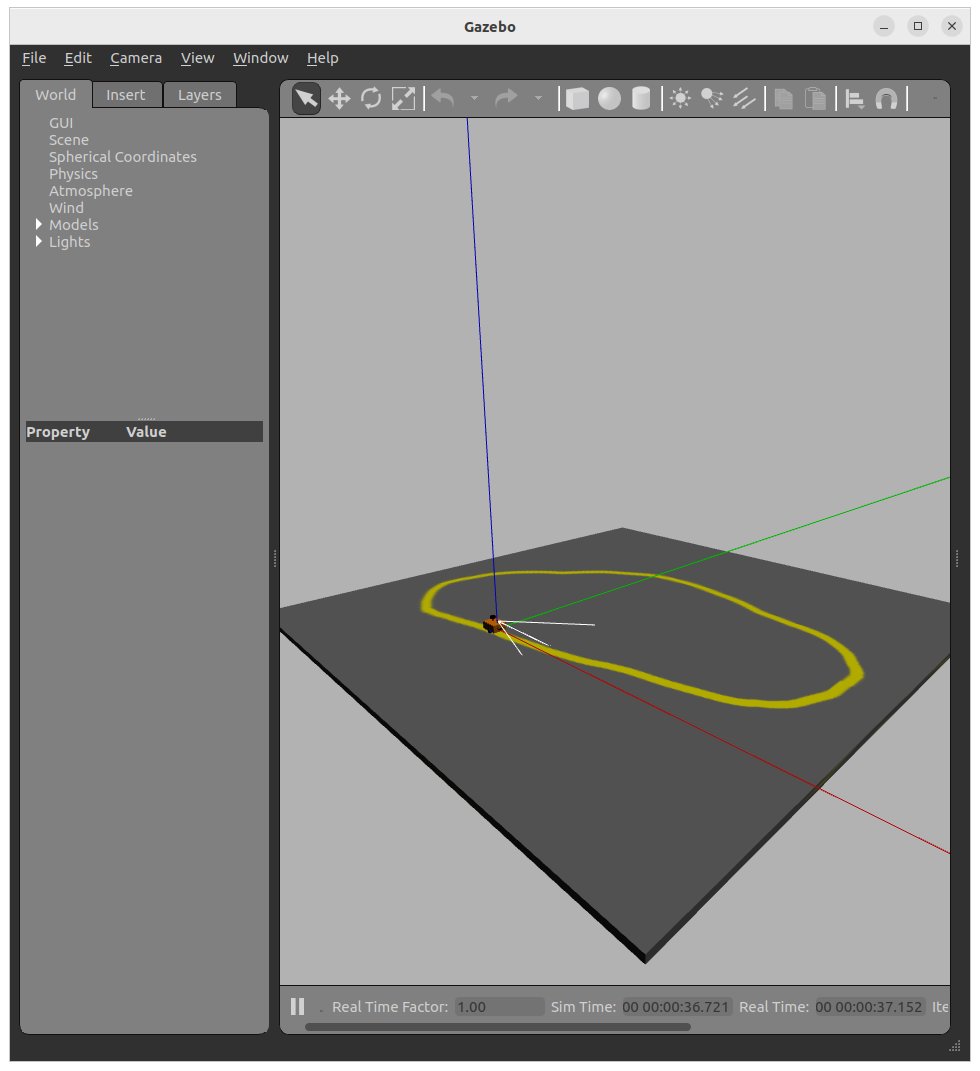 Gazebo
File Edit Camera View Window Help
World Insert Layers
GUI
Scene
Spherical Coordinates
Physics
Atmosphere
Wind
Models
Lights
Property Value
Real Time Factor: 1.00 Sim Time: 00 00:00:36.721 Real Time: 00 00:00:37.152 Ite